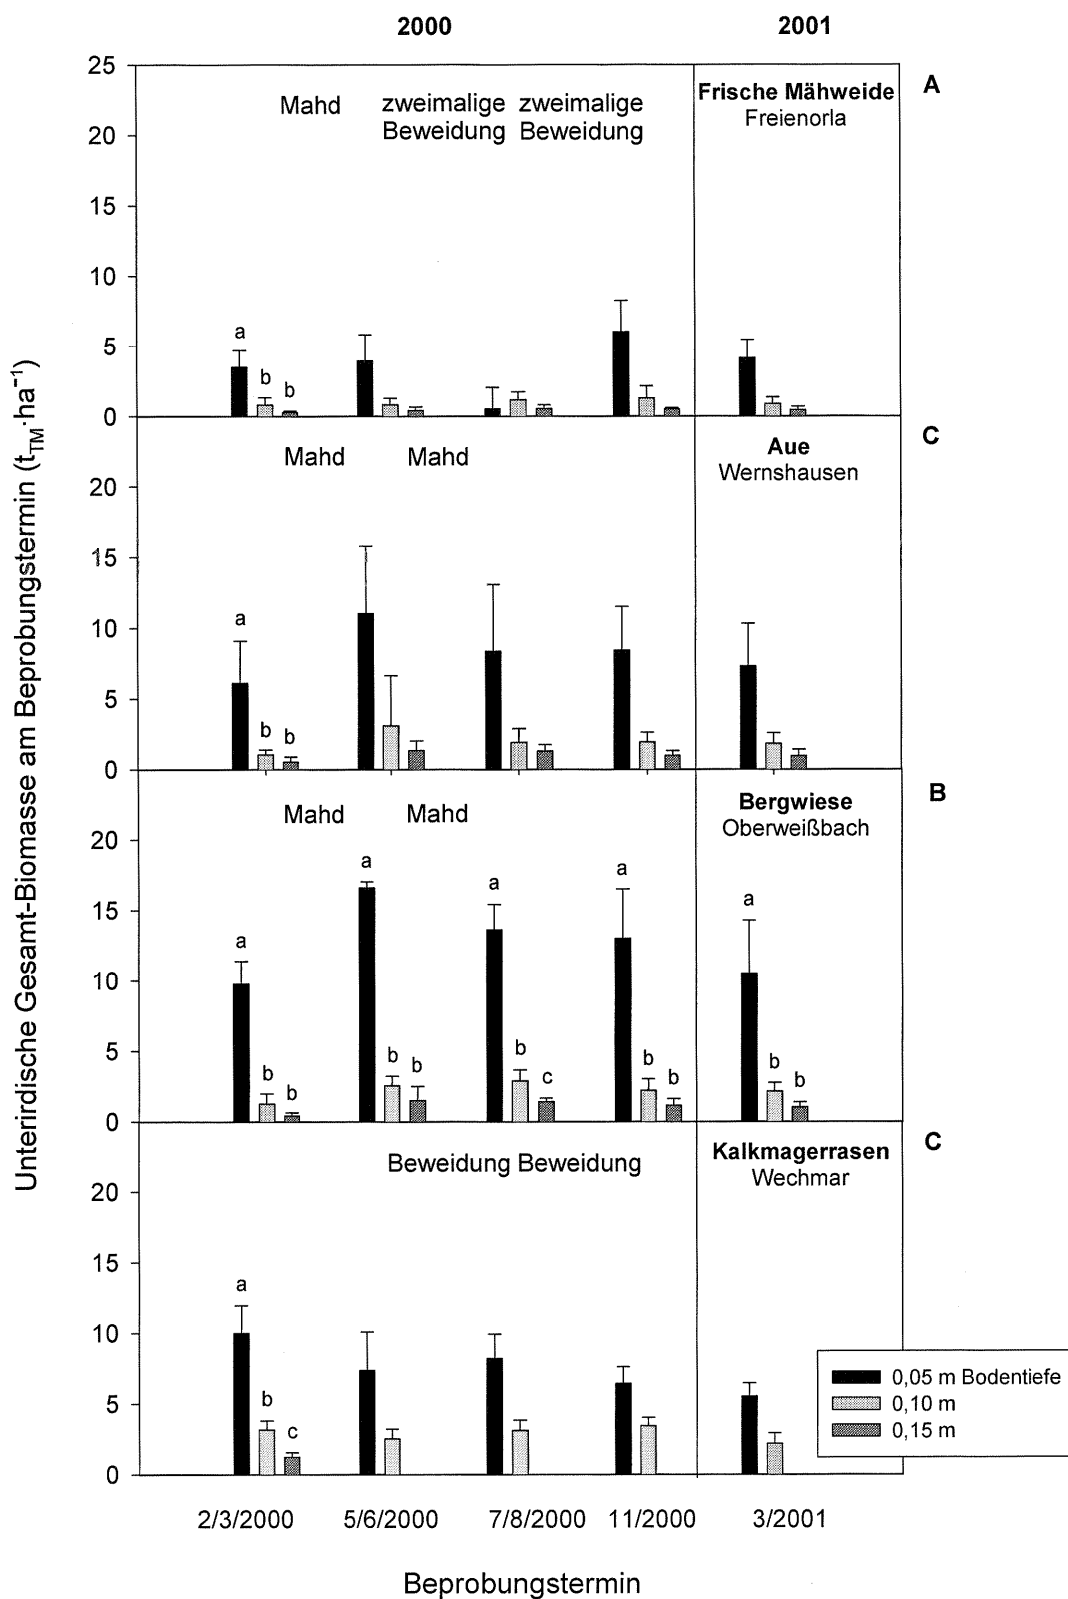 2000 2001
25
20
15
10
5
0
Mahd zweimalige zweimalige
Beweidung Beweidung
Frische Mähweide
Freienorla
A
a
b
b
20
15
10
5
0
Mahd Mahd
Aue
Wernshausen
C
a
b
b
20
15
10
5
0
Mahd Mahd
Bergwiese
Oberweißbach
B
a
b
b
a
b
b
a
b
c
a
b
b
a
b
b
20
15
10
5
0
Beweidung Beweidung
Kalkmagerrasen
Wechmar
C
a
b
c
0,05 m Bodentiefe
0,10 m
0,15 m
2/3/2000 5/6/2000 7/8/2000 11/2000 3/2001
Beprobungstermin
Unterirdische Gesamt-Biomasse am Beprobungstermin (t_TM·ha⁻¹)